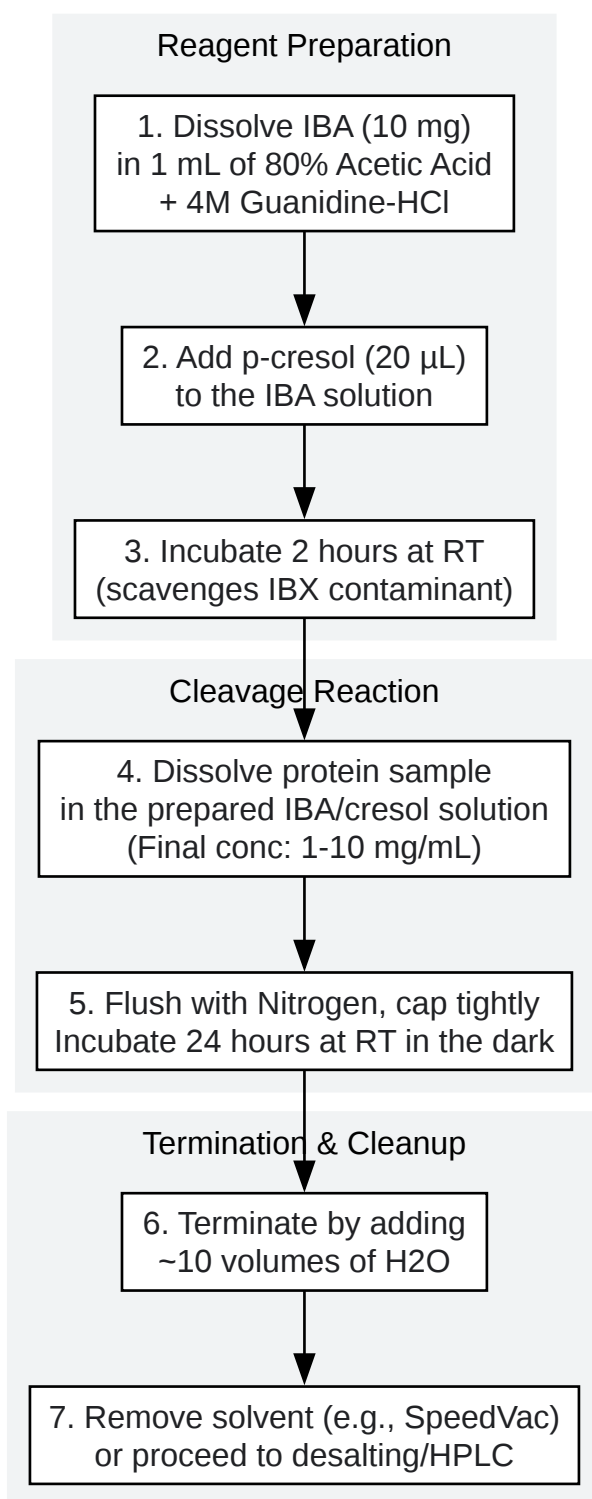 Reagent Preparation
1. Dissolve IBA (10 mg)
in 1 mL of 80% Acetic Acid
+ 4M Guanidine-HCl
2. Add p-cresol (20 µL)
to the IBA solution
3. Incubate 2 hours at RT
(scavenges IBX contaminant)
Cleavage Reaction
4. Dissolve protein sample
in the prepared IBA/cresol solution
(Final conc: 1-10 mg/mL)
5. Flush with Nitrogen, cap tightly
Incubate 24 hours at RT in the dark
Termination & Cleanup
6. Terminate by adding
~10 volumes of H2O
7. Remove solvent (e.g., SpeedVac)
or proceed to desalting/HPLC